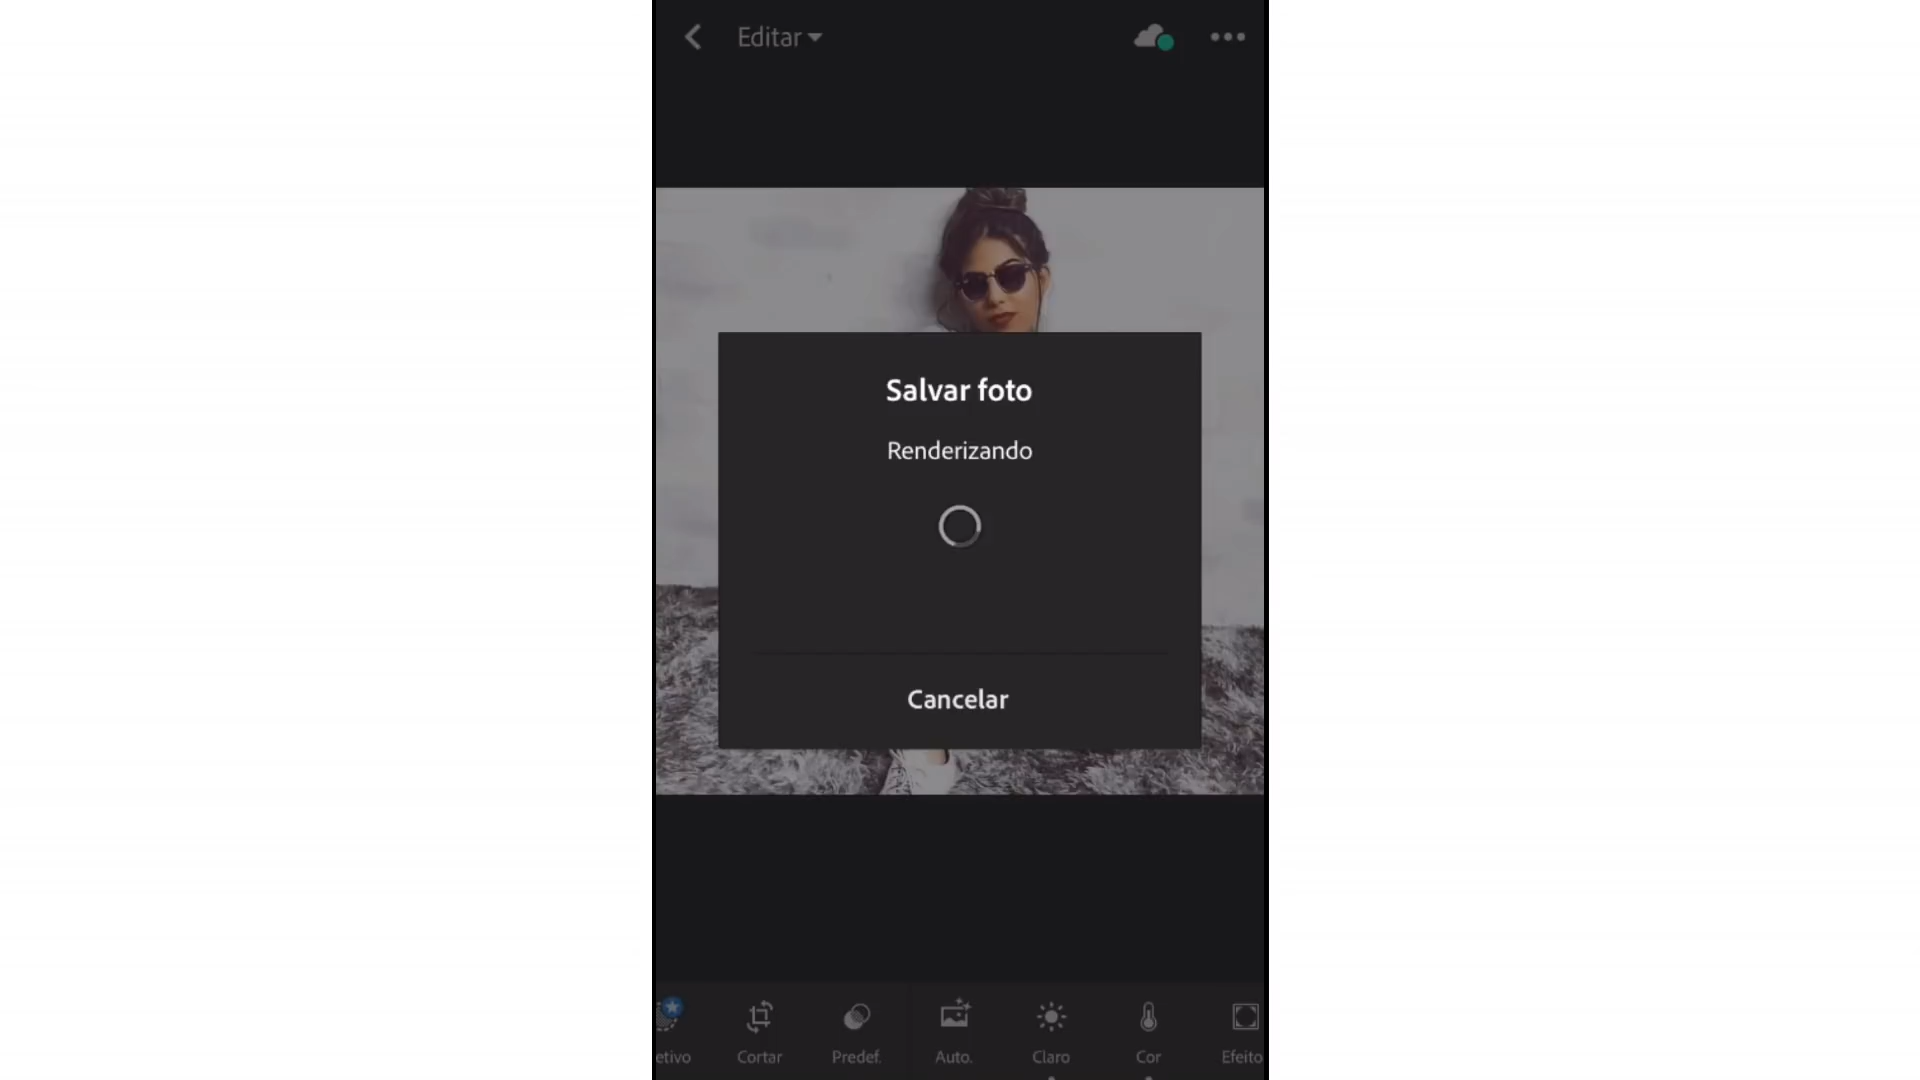 Editar
Salvar foto
Renderizando
Cancelar
etivo
Cortar
Predef.
Auto.
Claro
Cor
Efeito